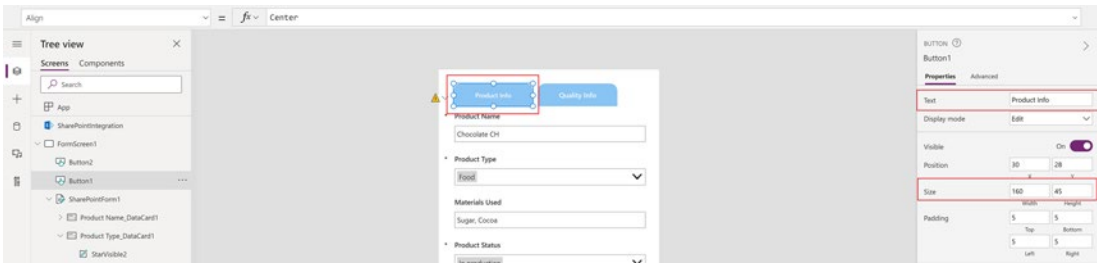 Align = fx Center
Tree view
Screens Components
Search
App
SharePointIntegration
FormScreen1
Button2
Button1 ...
SharePointForm1
Product Name_DataCard1
Product Type_DataCard1
StarVisible2
Product Info Quality Info
* Product Name
Chocolate CH
* Product Type
Food
Materials Used
Sugar, Cocoa
* Product Status
In production
BUTTON
Button1
Properties Advanced
Text Product Info
Display mode Edit
Visible On
Position 30 28
X Y
Size 160 45
Width Height
Padding 5 5
Top Bottom
5 5
Left Right